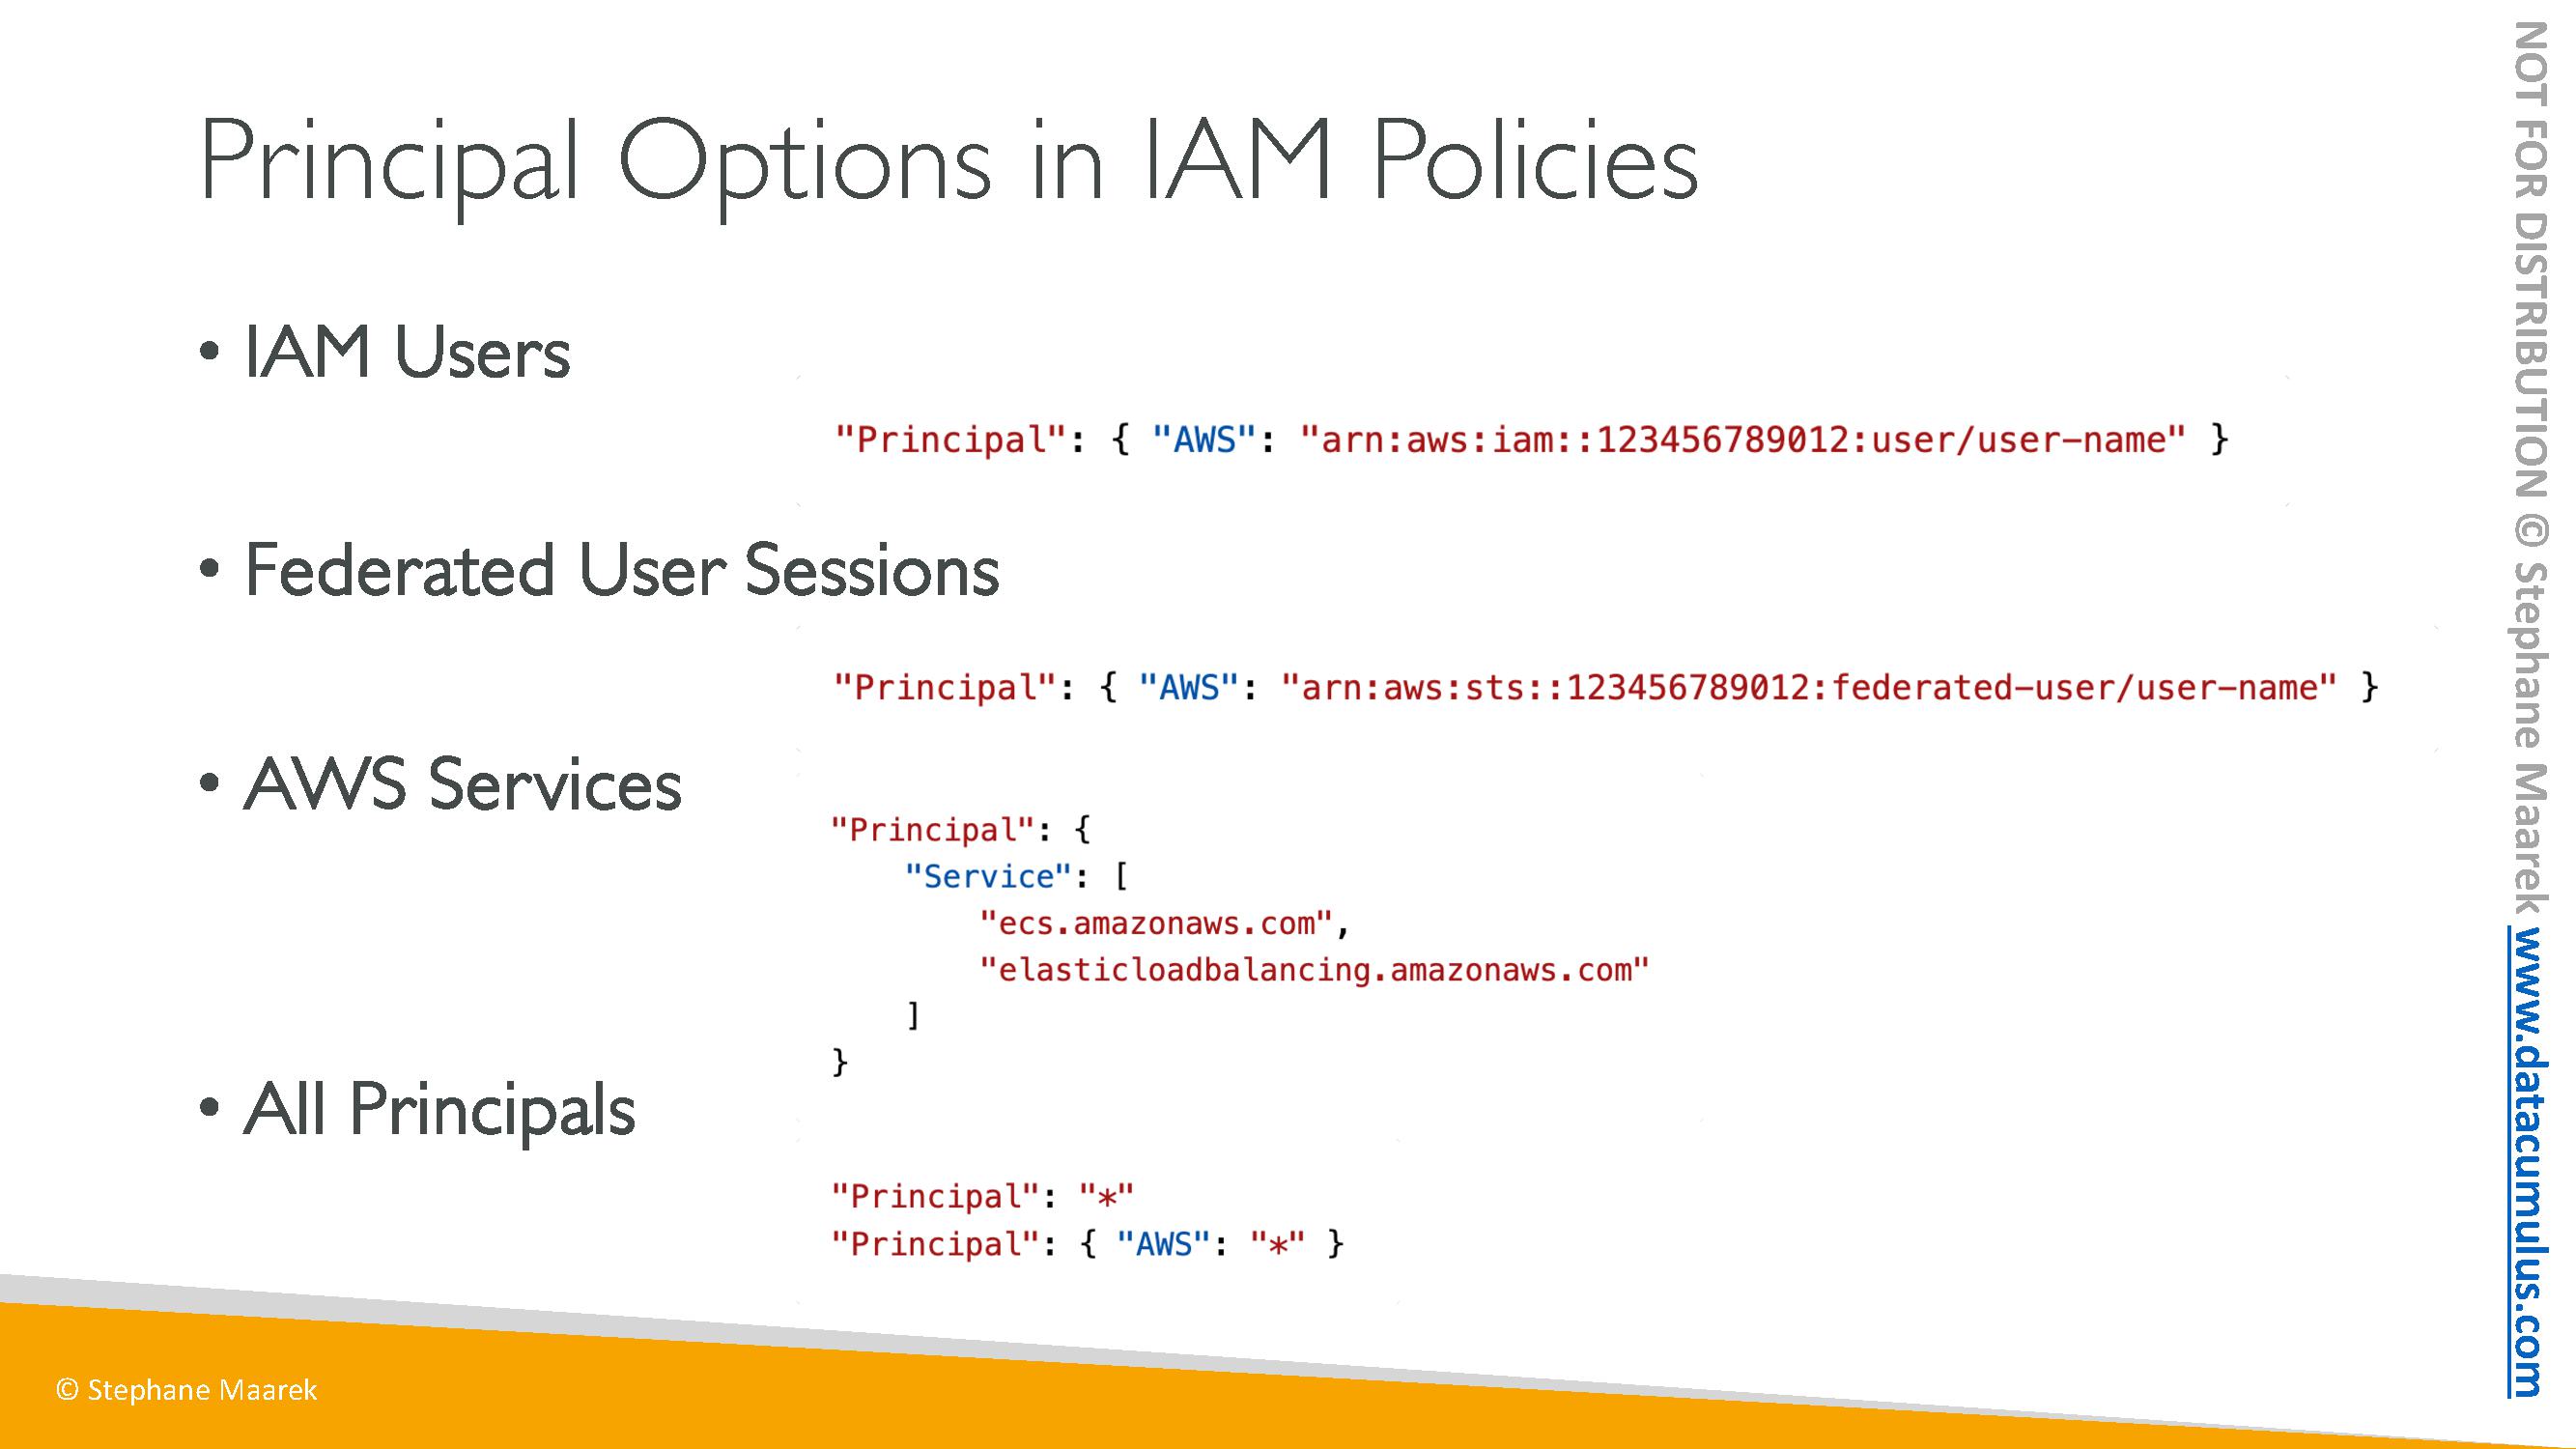 Principal Options in IAM Policies
• IAM Users
"Principal": { "AWS": "arn:aws:iam::123456789012:user/user-name" }
• Federated User Sessions
"Principal": { "AWS": "arn:aws:sts::123456789012:federated-user/user-name" }
• AWS Services
"Principal": {
"Service": [
"ecs.amazonaws.com",
"elasticloadbalancing.amazonaws.com"
]
}
• All Principals
"Principal": "*"
"Principal": { "AWS": "*" }
© Stephane Maarek
NOT FOR DISTRIBUTION © Stephane Maarek www.datacumulus.com